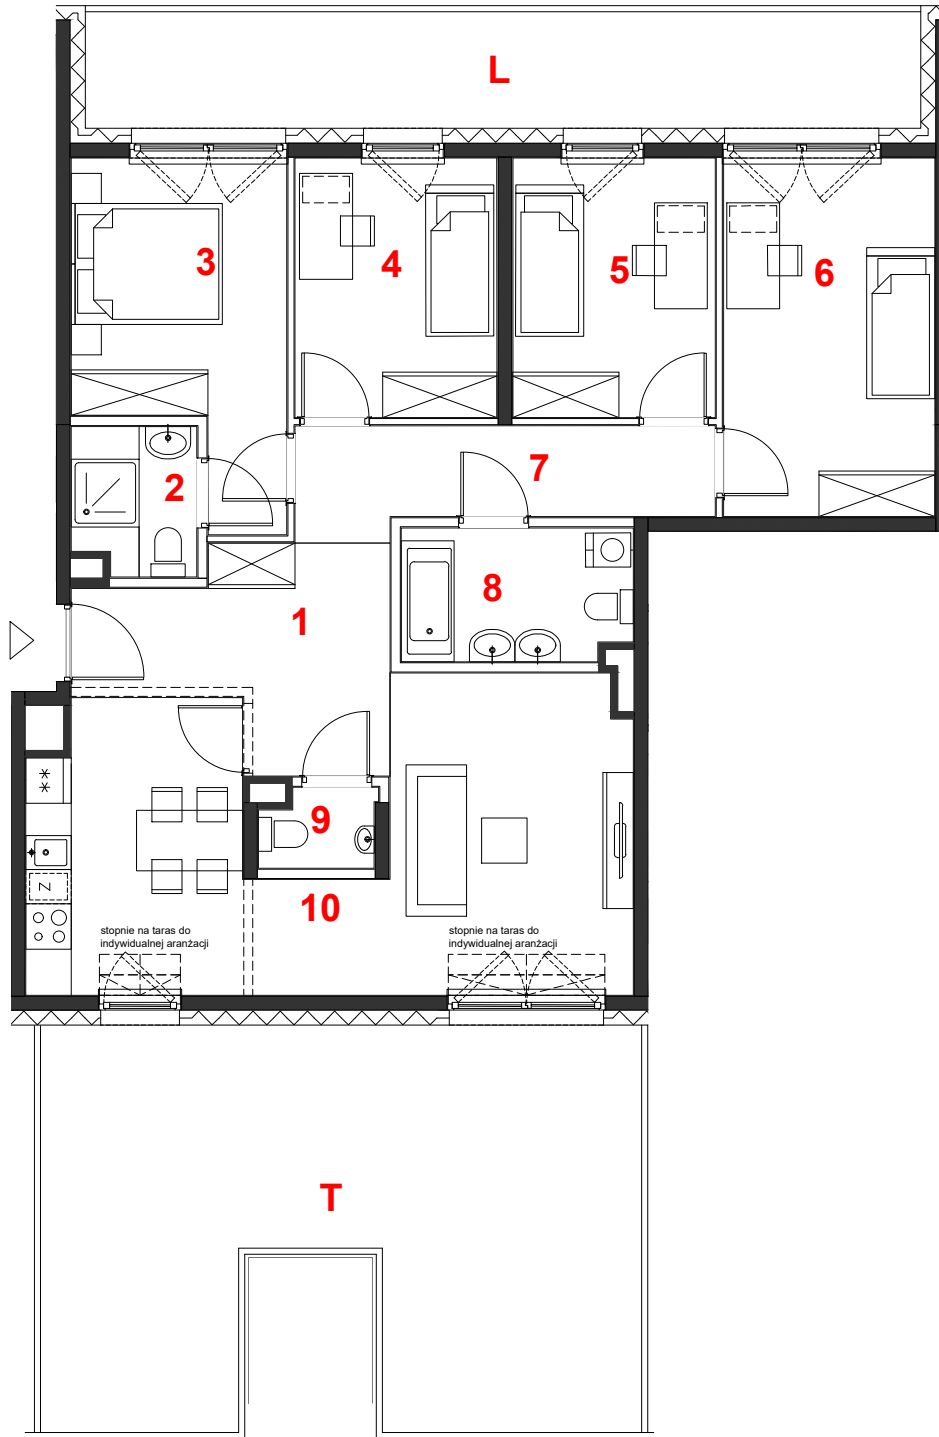 L
3
4
5
6
7
2
8
1
9
10
stopnie na taras do
indywidualnej aranżacji
stopnie na taras do
indywidualnej aranżacji
Z
**
T